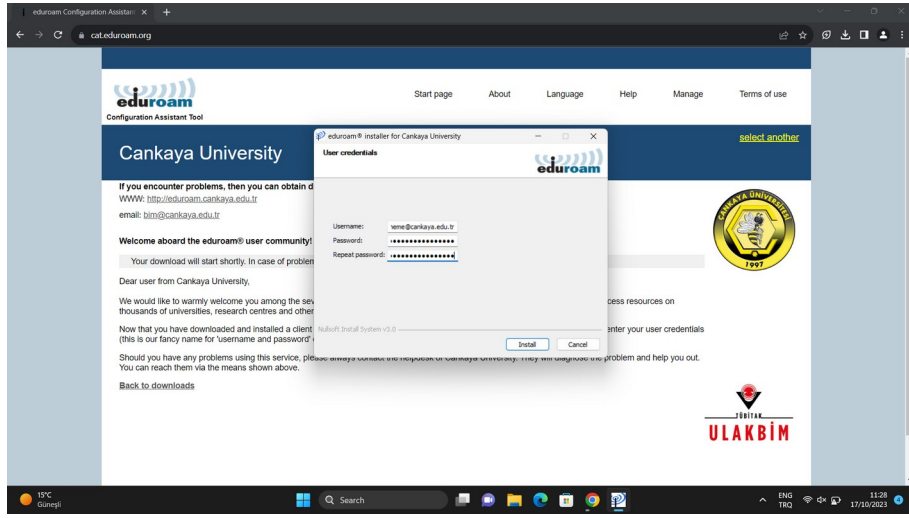 eduroam Configuration Assistant
cat.eduroam.org
eduroam
Configuration Assistant Tool
Start page About Language Help Manage Terms of use
Cankaya University
select another
If you encounter problems, then you can obtain d
WWW: http://eduroam.cankaya.edu.tr
email: bim@cankaya.edu.tr
Welcome aboard the eduroam® user community!
Your download will start shortly. In case of problem
Dear user from Cankaya University,
We would like to warmly welcome you among the sev cess resources on
thousands of universities, research centres and other
Now that you have downloaded and installed a client enter your user credentials
(this is our fancy name for 'username and password'
Should you have any problems using this service, please always contact the helpdesk of Cankaya University. They will diagnose the problem and help you out.
You can reach them via the means shown above.
Back to downloads
eduroam® installer for Cankaya University
User credentials
eduroam
Username: neme@cankaya.edu.tr
Password:
Repeat password:
Nullsoft Install System v3.0
Install Cancel
ÇANKAYA ÜNİVERSİTESİ
1997
TÜBİTAK
ULAKBİM
15°C
Güneşli
Search
ENG
TRQ
11:28
17/10/2023
4